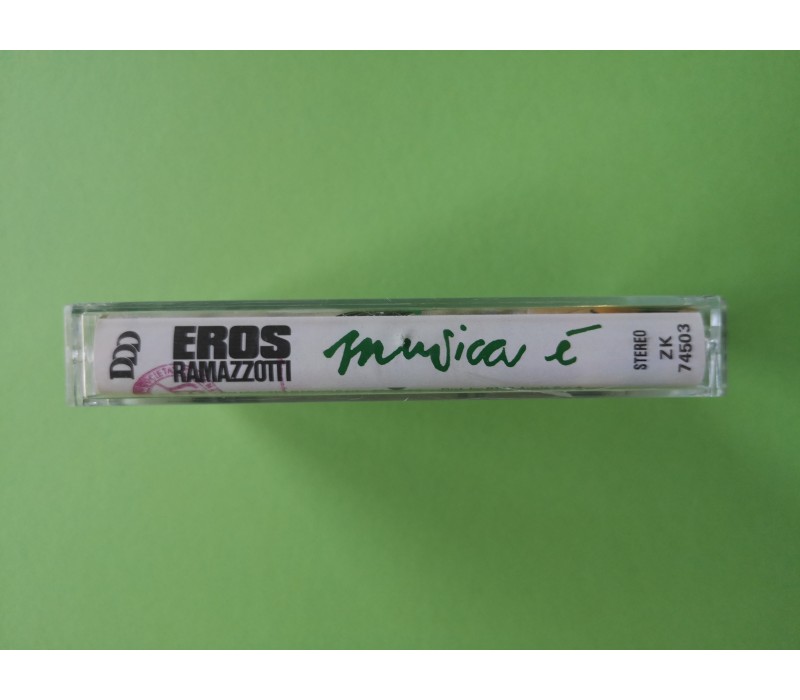 DDD
EROS
RAMAZZOTTI
musica è
STEREO
ZK
74503